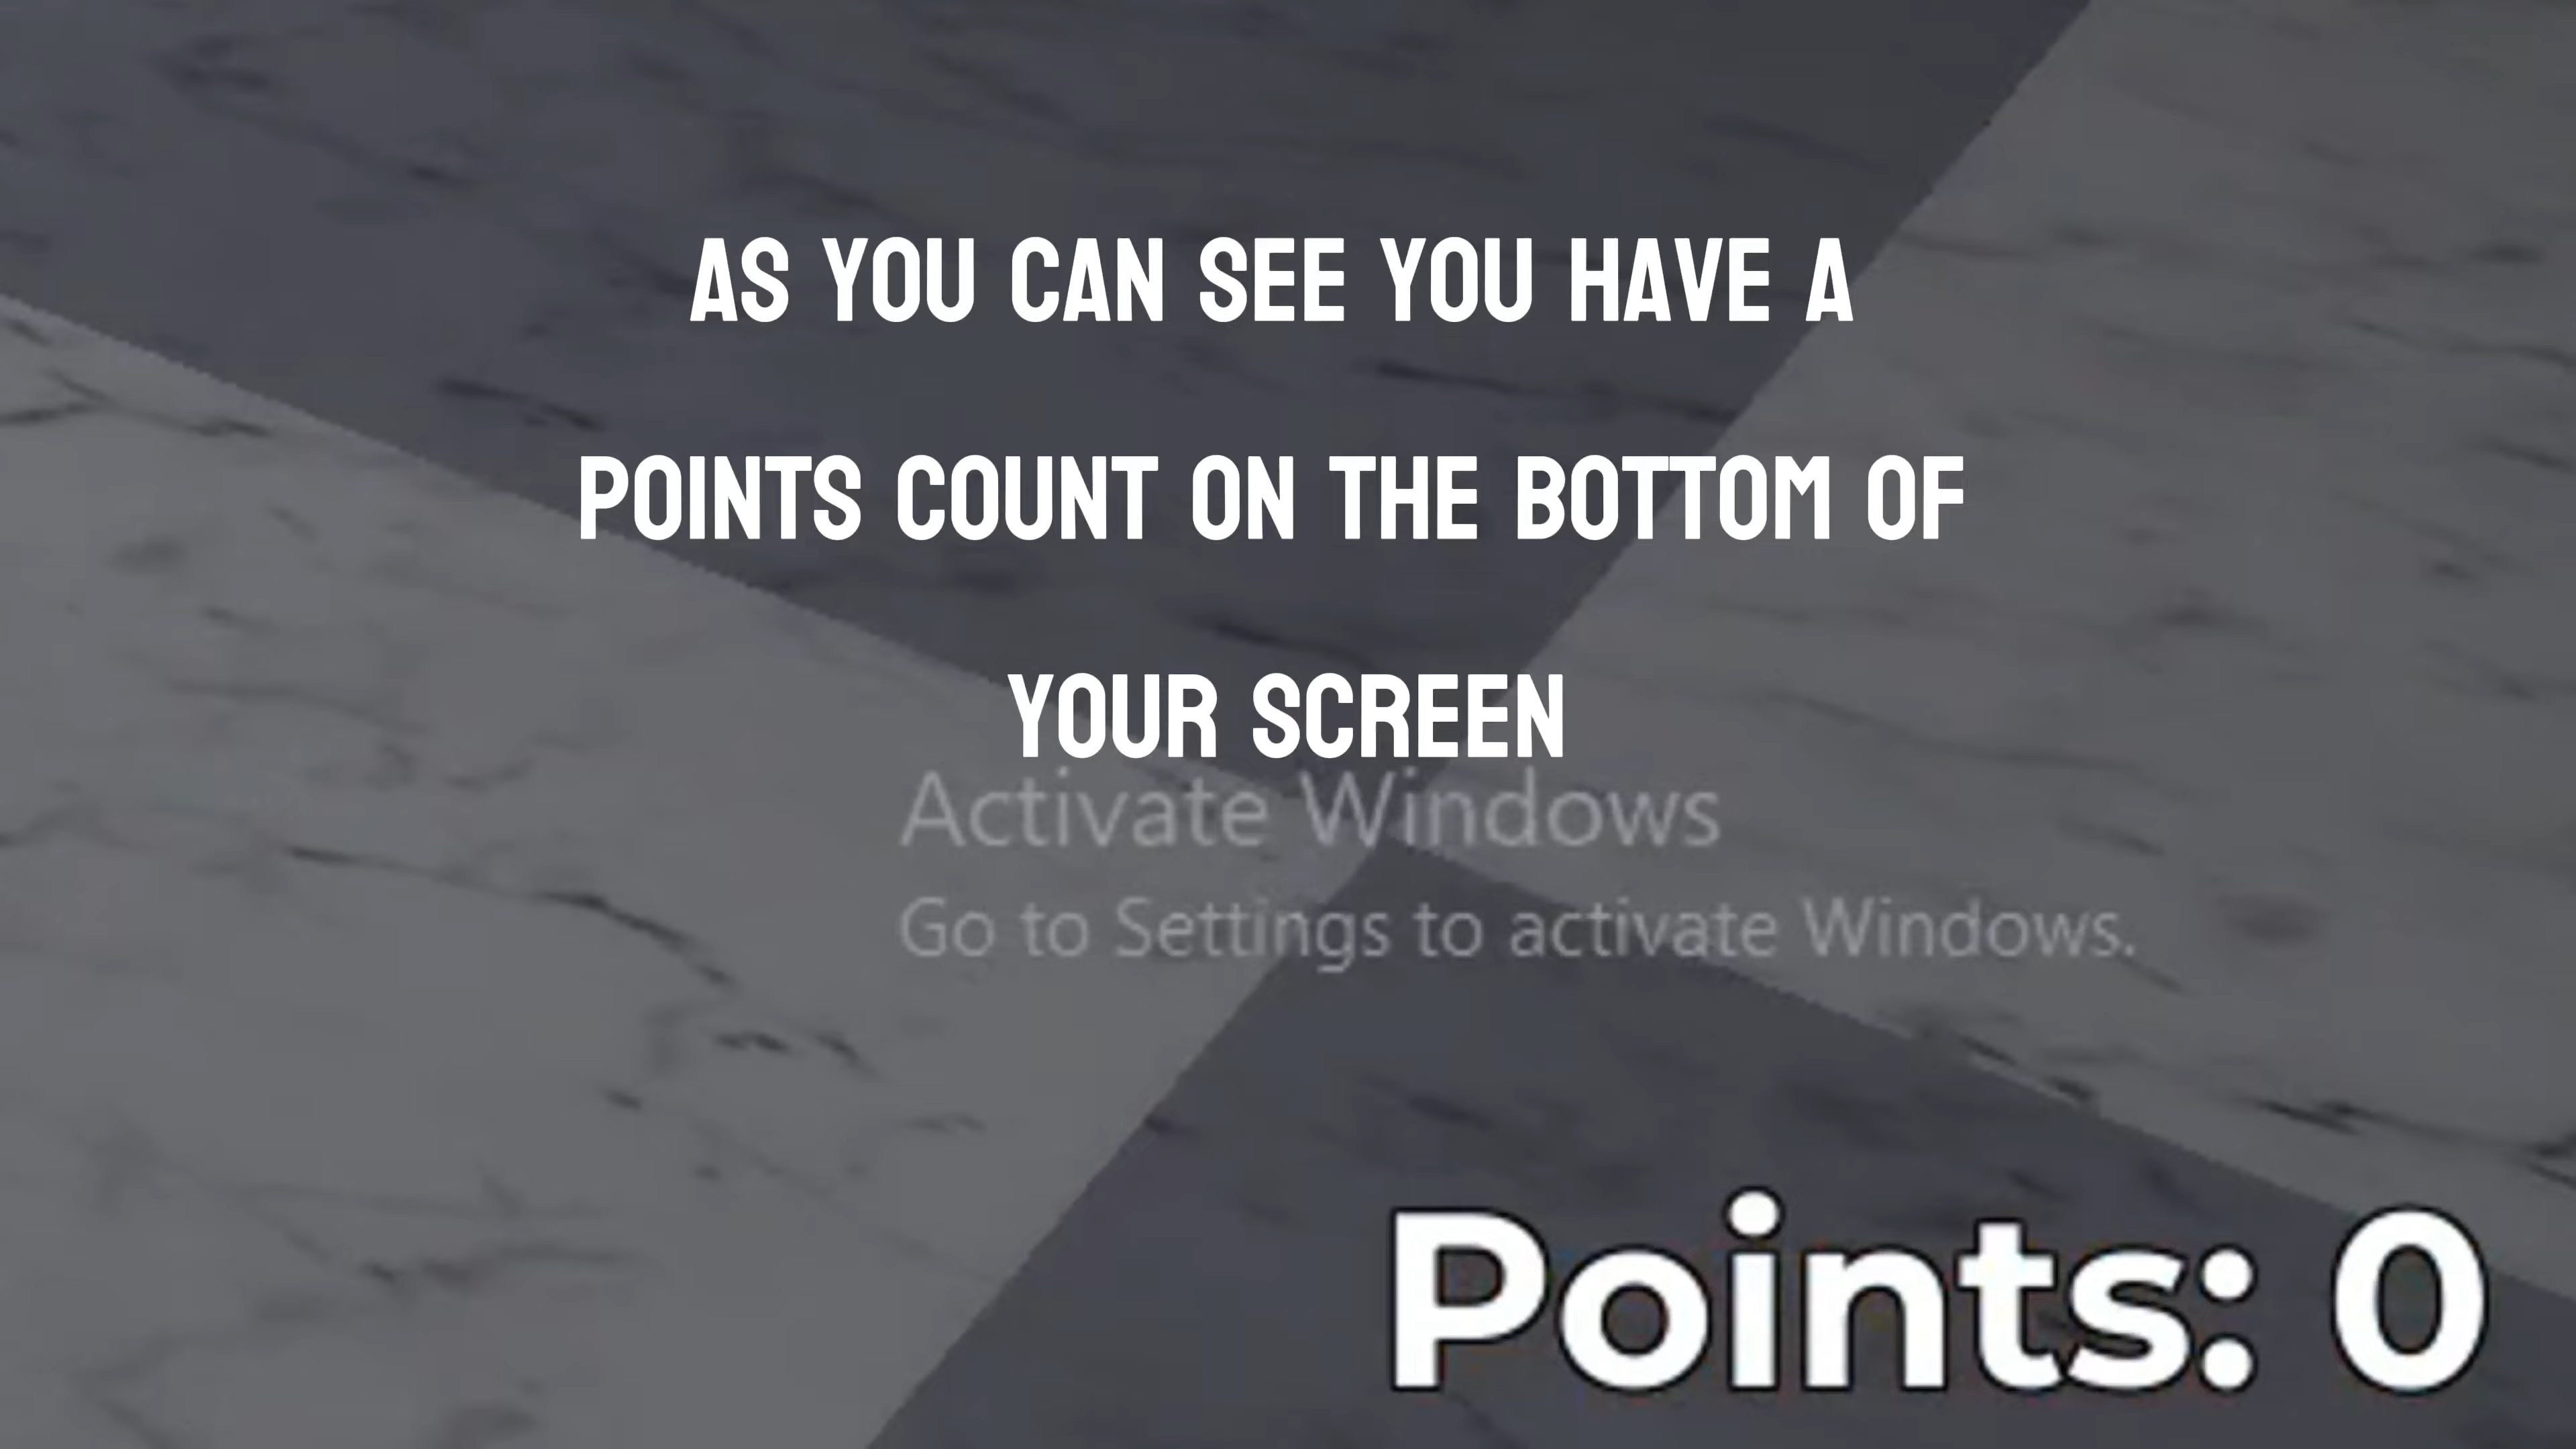 AS YOU CAN SEE YOU HAVE A
POINTS COUNT ON THE BOTTOM OF
YOUR SCREEN
Activate Windows
Go to Settings to activate Windows.
Points: 0